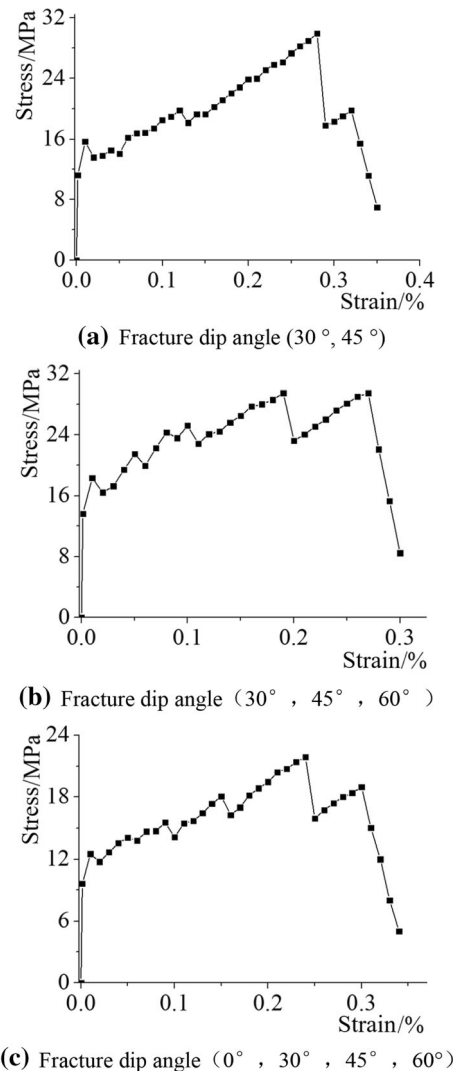 Stress/MPa
32
24
16
8
0
0.0 0.1 0.2 0.3 0.4
Strain/%
(a) Fracture dip angle (30 °, 45 °)
Stress/MPa
32
24
16
8
0
0.0 0.1 0.2 0.3
Strain/%
(b) Fracture dip angle（30° ，45° ，60° ）
Stress/MPa
24
18
12
6
0
0.0 0.1 0.2 0.3
Strain/%
(c) Fracture dip angle（0° ，30° ，45° ，60°）